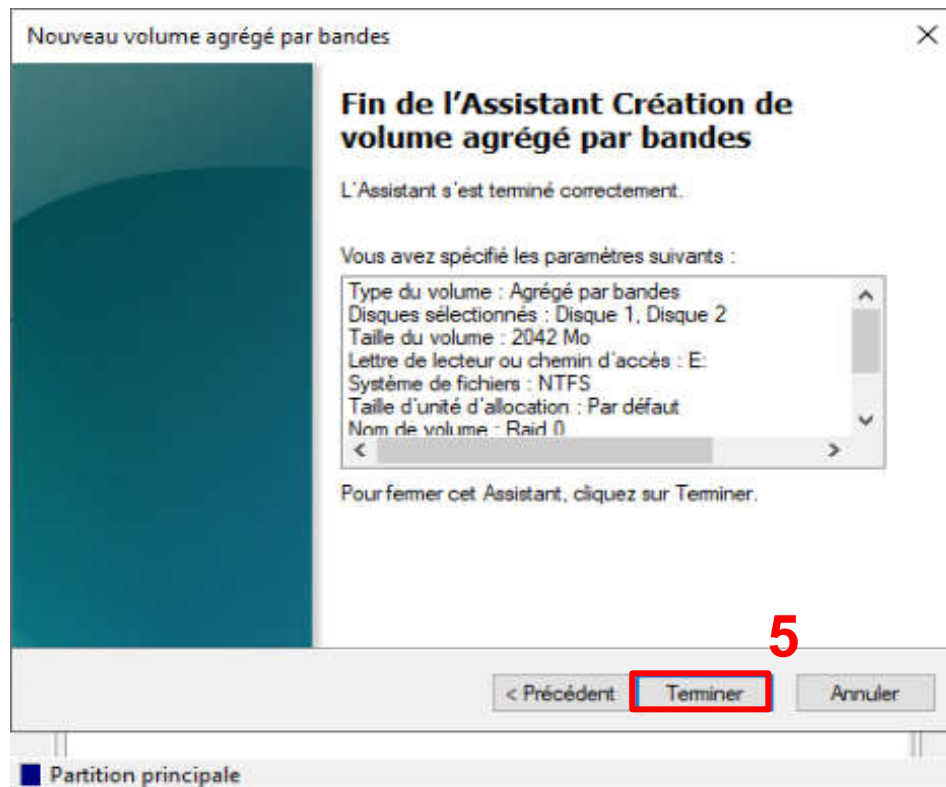 Nouveau volume agrégé par bandes
Fin de l'Assistant Création de
volume agrégé par bandes
L'Assistant s'est terminé correctement.
Vous avez spécifié les paramètres suivants :
Type du volume : Agrégé par bandes
Disques sélectionnés : Disque 1, Disque 2
Taille du volume : 2042 Mo
Lettre de lecteur ou chemin d'accès : E:
Système de fichiers : NTFS
Taille d'unité d'allocation : Par défaut
Nom de volume : Raid 0
Pour fermer cet Assistant, cliquez sur Terminer.
5
< Précédent Terminer Annuler
Partition principale